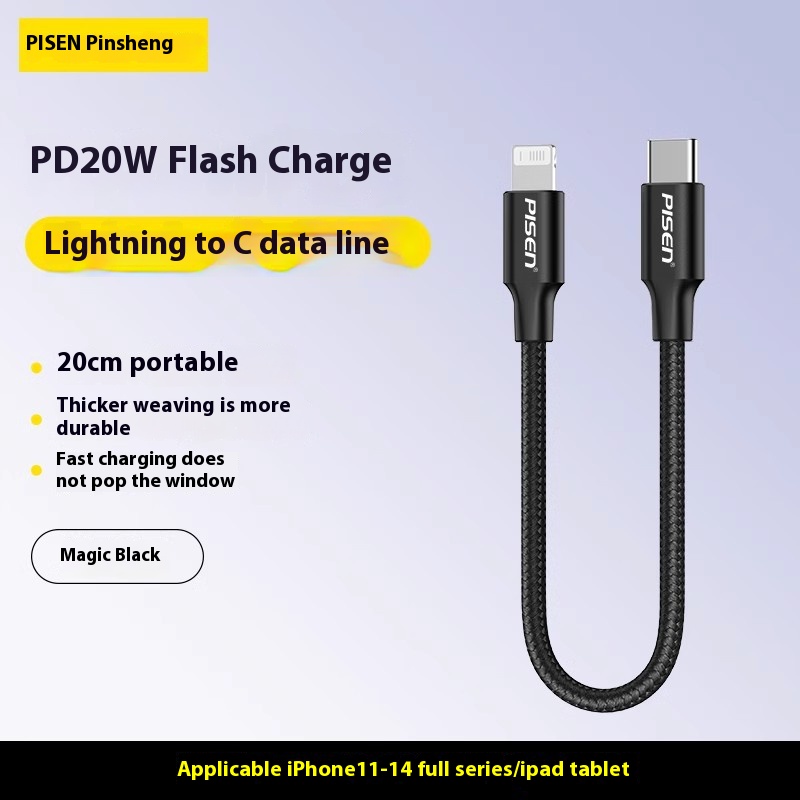 PISEN Pinsheng
PD20W Flash Charge
Lightning to C data line
20cm portable
Thicker weaving is more
durable
Fast charging does
not pop the window
Magic Black
PISEN®
PISEN®
Applicable iPhone11-14 full series/ipad tablet